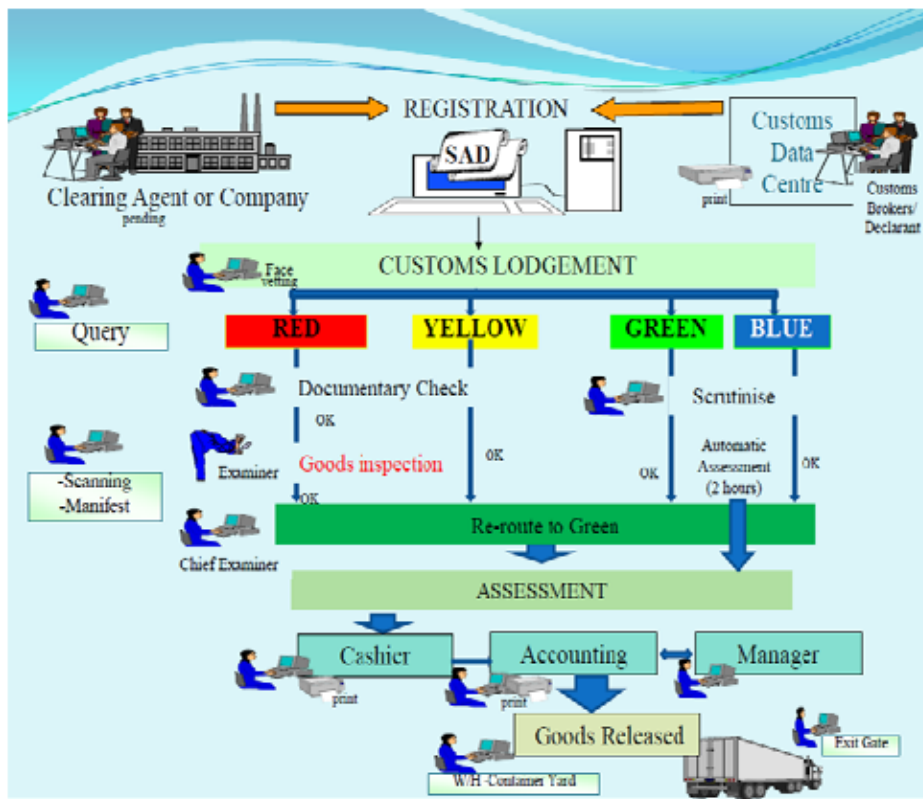 REGISTRATION
SAD
Clearing Agent or Company
pending
Customs
Data
Centre
print
Customs
Brokers/
Declarant
CUSTOMS LODGEMENT
Face
vetting
Query
RED
YELLOW
GREEN
BLUE
Documentary Check
Scrutinise
OK
Examiner
Goods inspection
OK
OK
OK
Automatic
Assessment
(2 hours)
OK
-Scanning
-Manifest
OK
Re-route to Green
Chief Examiner
ASSESSMENT
Cashier
Accounting
Manager
print
print
Goods Released
Exit Gate
W/H -Container Yard